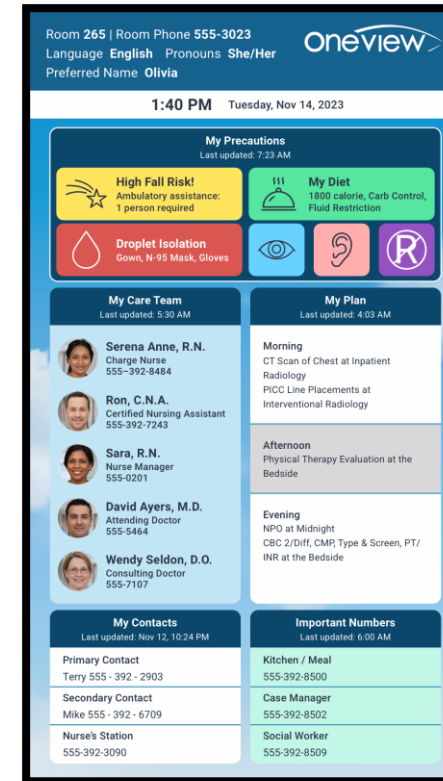 Room 265 | Room Phone 555-3023
Language English Pronouns She/Her
Preferred Name Olivia
oneview
1:40 PM Tuesday, Nov 14, 2023
My Precautions
Last updated: 7:23 AM
High Fall Risk!
Ambulatory assistance:
1 person required
My Diet
1800 calorie, Carb Control,
Fluid Restriction
Droplet Isolation
Gown, N-95 Mask, Gloves
R
My Care Team
Last updated: 5:30 AM
Serena Anne, R.N.
Charge Nurse
555–392-8484
Ron, C.N.A.
Certified Nursing Assistant
555-392-7243
Sara, R.N.
Nurse Manager
555-0201
David Ayers, M.D.
Attending Doctor
555-5464
Wendy Seldon, D.O.
Consulting Doctor
555-7107
My Plan
Last updated: 4:03 AM
Morning
CT Scan of Chest at Inpatient
Radiology
PICC Line Placements at
Interventional Radiology
Afternoon
Physical Therapy Evaluation at the
Bedside
Evening
NPO at Midnight
CBC 2/Diff, CMP, Type & Screen, PT/
INR at the Bedside
My Contacts
Last updated: Nov 12, 10:24 PM
Primary Contact
Terry 555 - 392 - 2903
Secondary Contact
Mike 555 - 392 - 6709
Nurse's Station
555-392-3090
Important Numbers
Last updated: 6:00 AM
Kitchen / Meal
555-392-8500
Case Manager
555-392-8502
Social Worker
555-392-8509